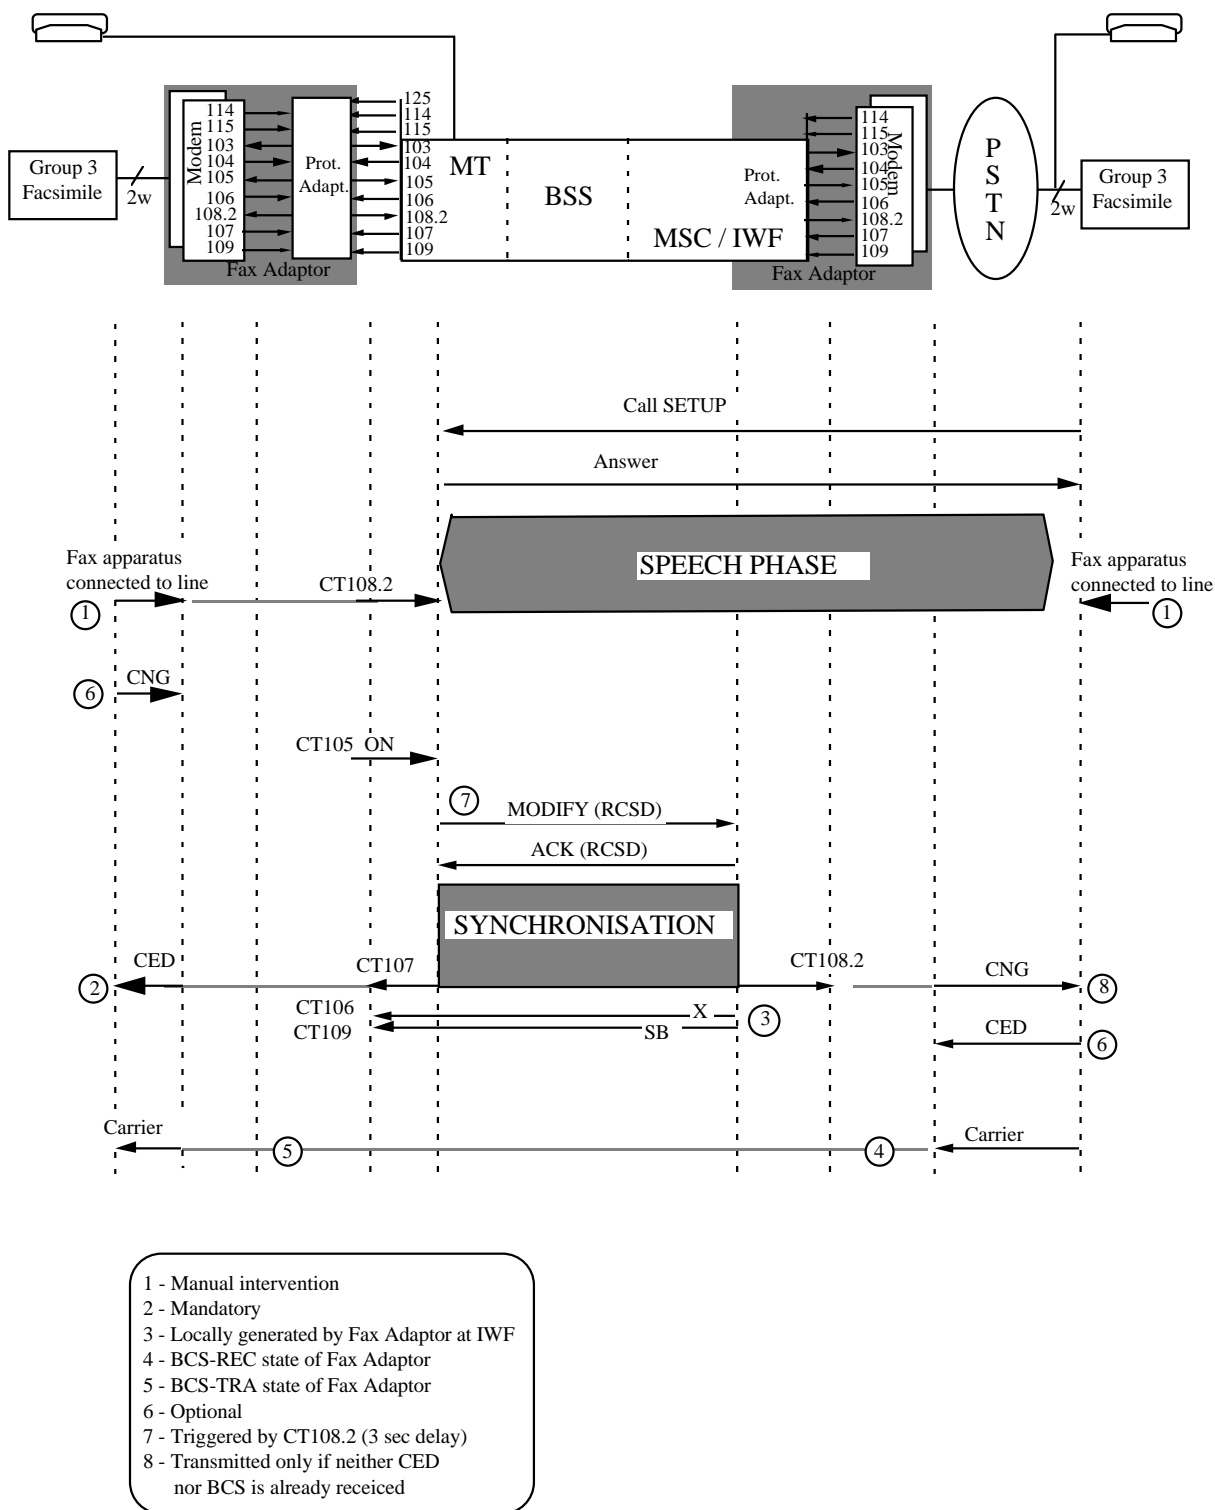 125
114
115
103
104
105
106
108.2
107
109
Modem
114
115
103
104
105
106
108.2
107
109
Prot.
Adapt.
Fax Adaptor
Group 3
Facsimile
2w
MT
BSS
MSC / IWF
Prot.
Adapt.
114
115
103
104
105
106
108.2
107
109
Modem
Fax Adaptor
P
S
T
N
2w
Group 3
Facsimile
Call SETUP
Answer
SPEECH PHASE
Fax apparatus
connected to line
1
CT108.2
Fax apparatus
connected to line
1
6
CNG
CT105 ON
7
MODIFY (RCSD)
ACK (RCSD)
SYNCHRONISATION
CED
2
CT107
CT108.2
CNG
8
CT106
X
3
CT109
SB
CED
6
Carrier
5
4
Carrier
1 - Manual intervention
2 - Mandatory
3 - Locally generated by Fax Adaptor at IWF
4 - BCS-REC state of Fax Adaptor
5 - BCS-TRA state of Fax Adaptor
6 - Optional
7 - Triggered by CT108.2 (3 sec delay)
8 - Transmitted only if neither CED
nor BCS is already receiced